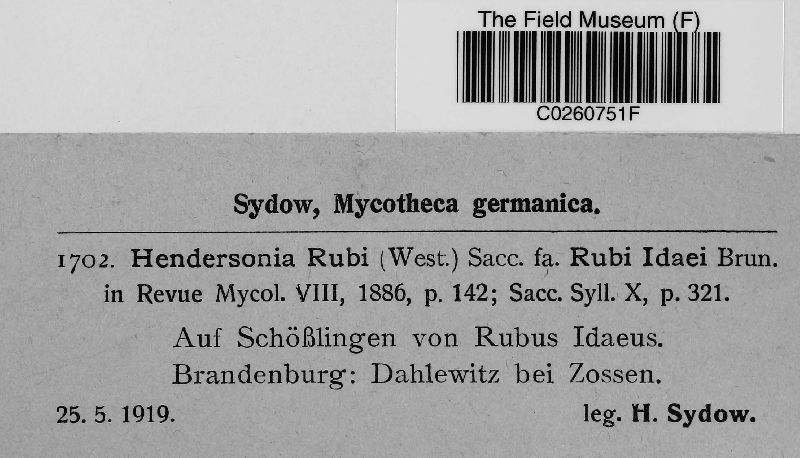 The Field Museum (F)
C0260751F
Sydow, Mycotheca germanica.
1702. Hendersonia Rubi (West.) Sacc. fa. Rubi Idaei Brun.
in Revue Mycol. VIII, 1886, p. 142; Sacc. Syll. X, p. 321.
Auf Schößlingen von Rubus Idaeus.
Brandenburg: Dahlewitz bei Zossen.
25. 5. 1919. leg. H. Sydow.